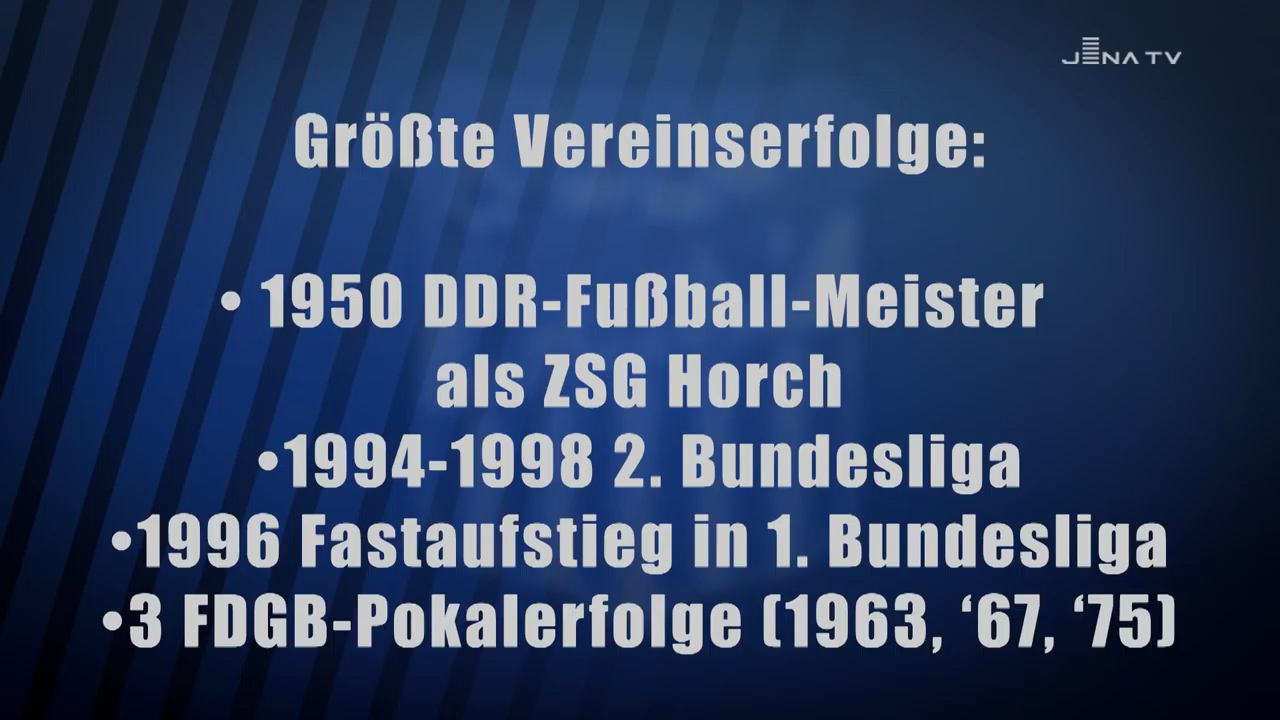 JENA TV
Größte Vereinserfolge:
• 1950 DDR-Fußball-Meister
als ZSG Horch
•1994-1998 2. Bundesliga
•1996 Fastaufstieg in 1. Bundesliga
•3 FDGB-Pokalerfolge (1963, ‘67, ‘75)